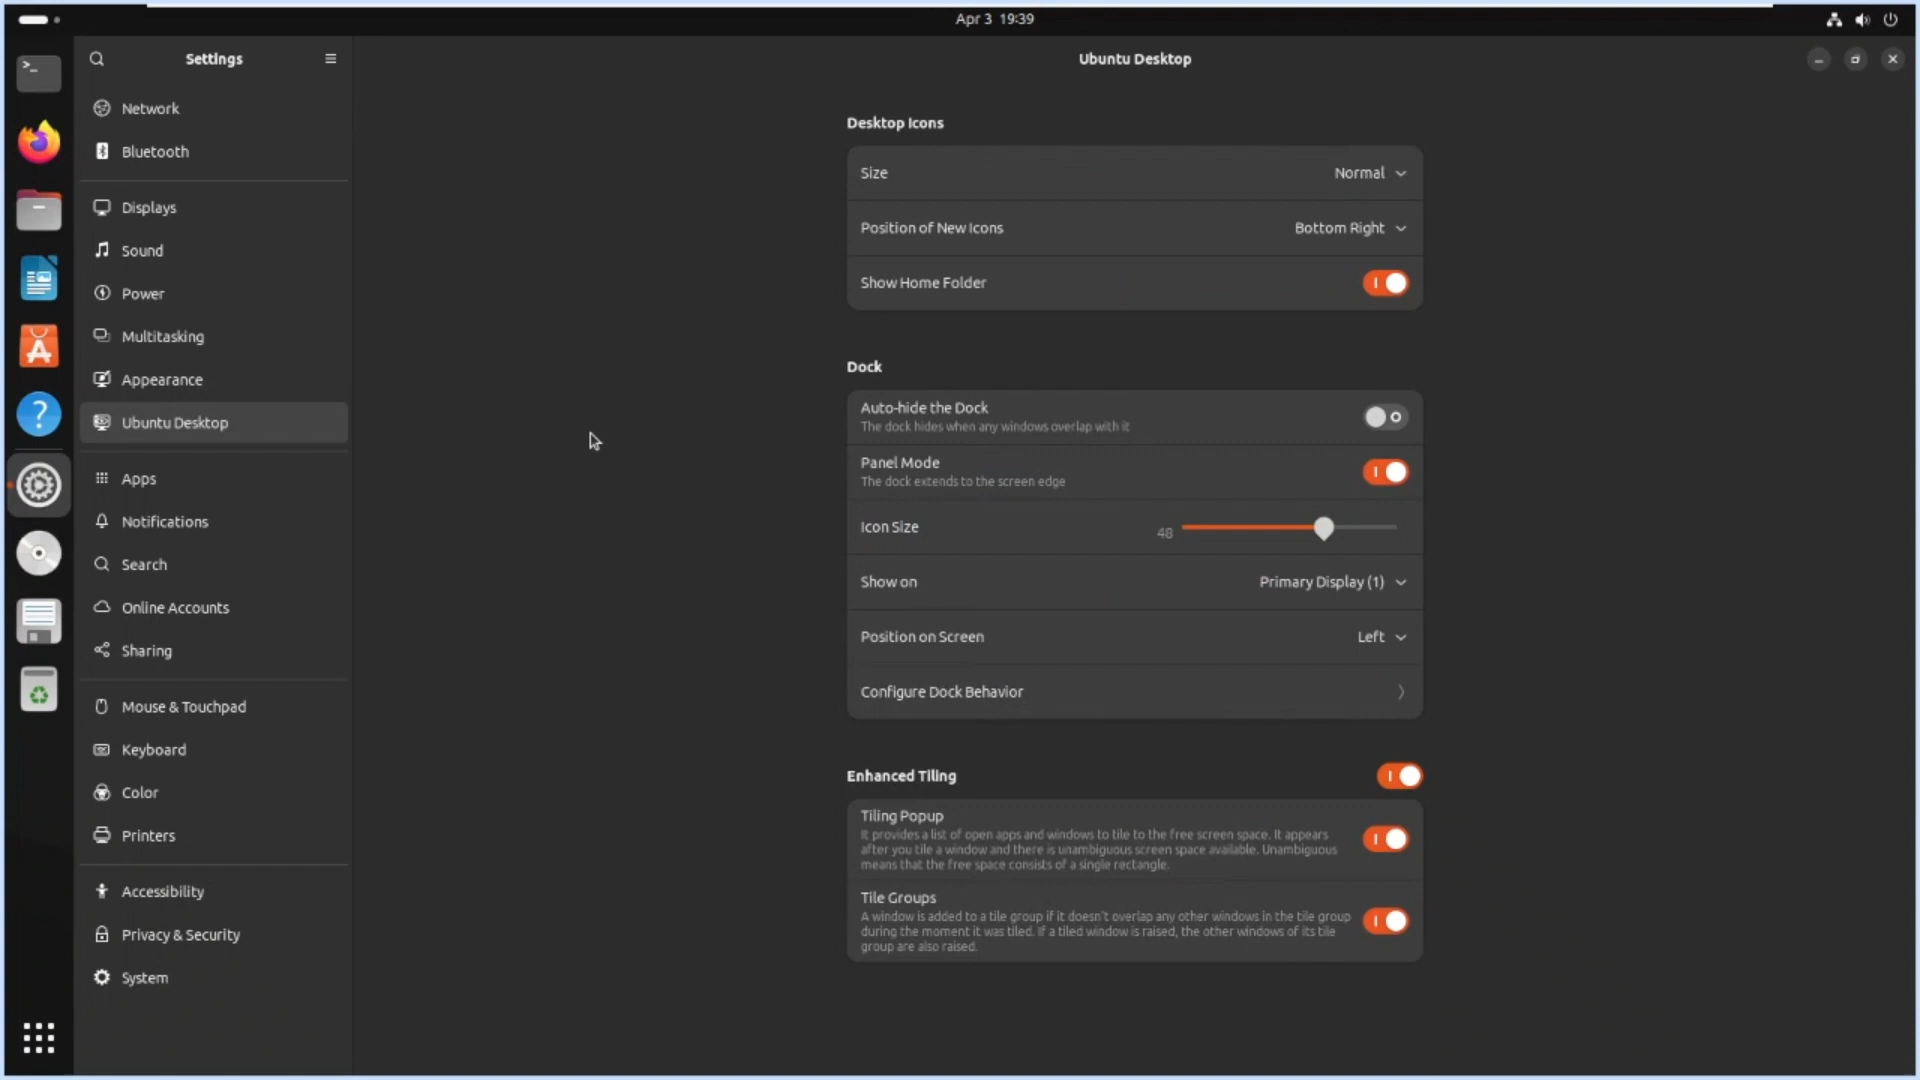 Apr 3 19:39
Settings
Ubuntu Desktop
Network
Bluetooth
Displays
Sound
Power
Multitasking
Appearance
Ubuntu Desktop
Apps
Notifications
Search
Online Accounts
Sharing
Mouse & Touchpad
Keyboard
Color
Printers
Accessibility
Privacy & Security
System
Desktop Icons
Size Normal
Position of New Icons Bottom Right
Show Home Folder
Dock
Auto-hide the Dock
The dock hides when any windows overlap with it
Panel Mode
The dock extends to the screen edge
Icon Size 48
Show on Primary Display (1)
Position on Screen Left
Configure Dock Behavior
Enhanced Tiling
Tiling Popup
It provides a list of open apps and windows to tile to the free screen space. It appears
after you tile a window and there is unambiguous screen space available. Unambiguous
means that the free space consists of a single rectangle.
Tile Groups
A window is added to a tile group if it doesn't overlap any other windows in the tile group
during the moment it was tiled. If a tiled window is raised, the other windows of its tile
group are also raised.